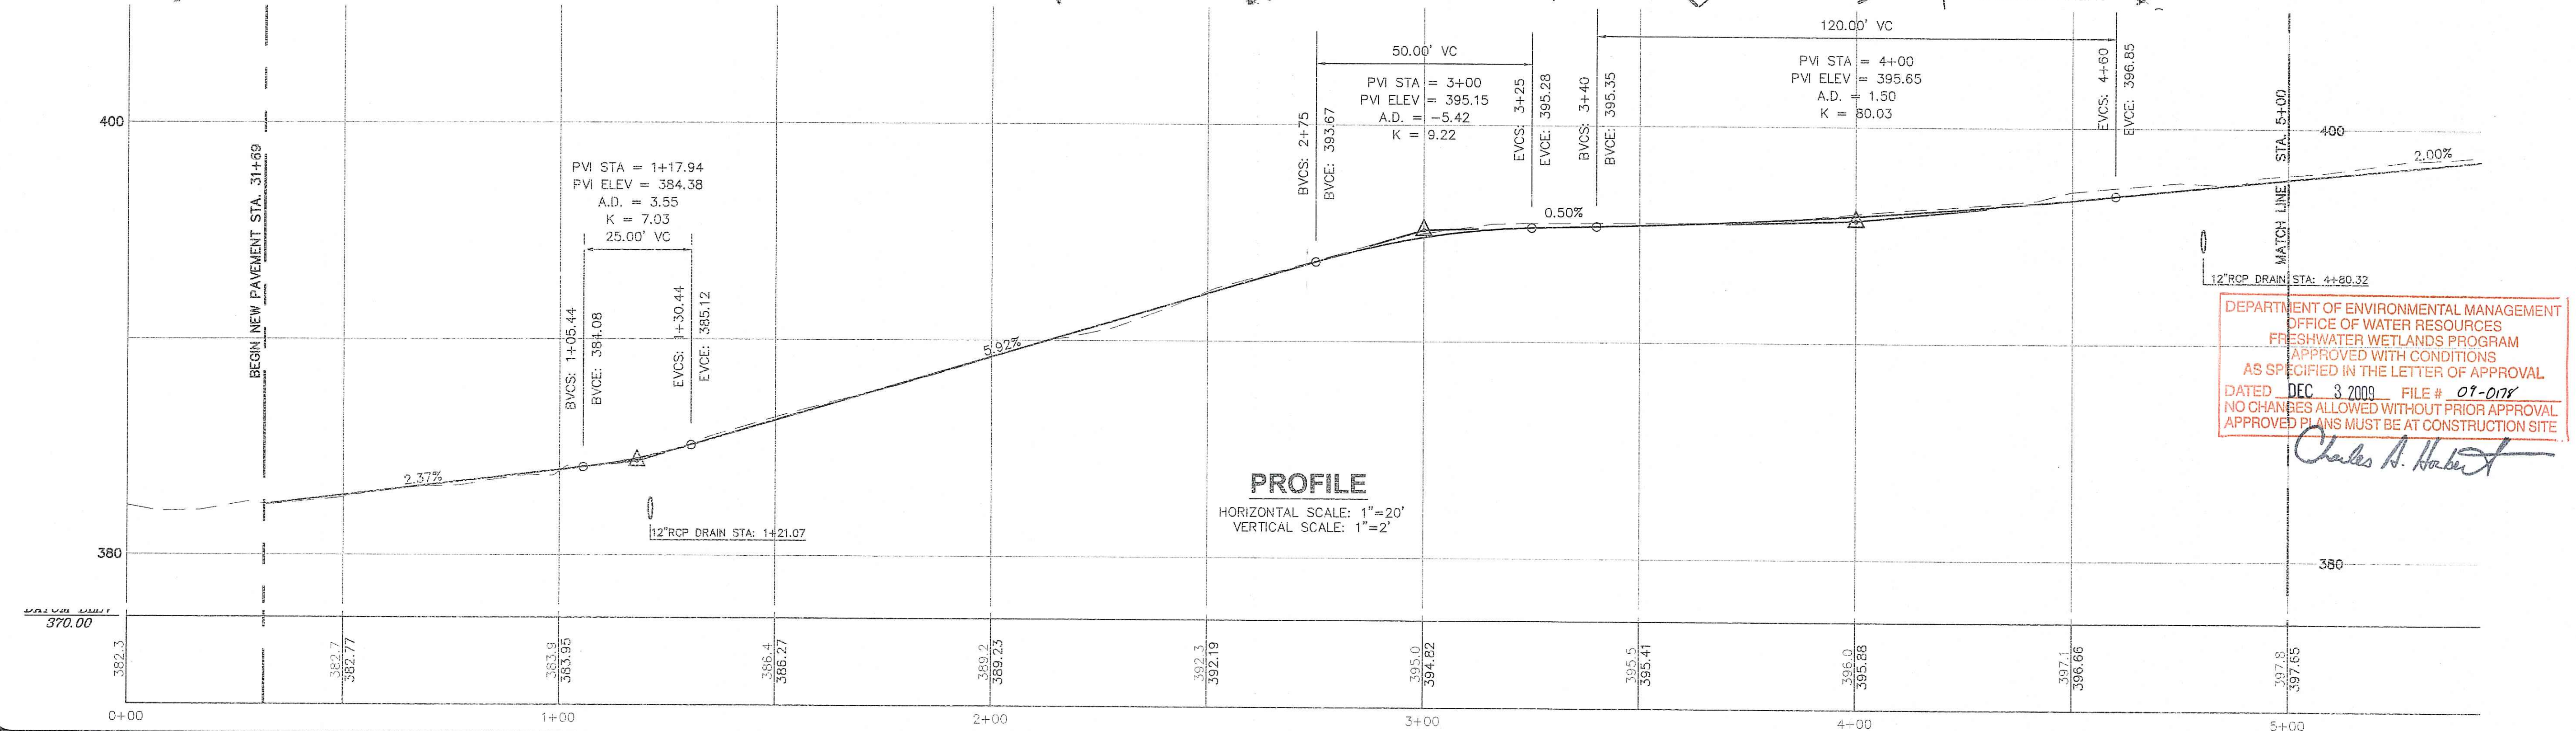 120.00' VC
50.00' VC
PVI STA = 3+00
PVI ELEV = 395.15
A.D. = -5.42
K = 9.22
BVCS: 2+75
BVCE: 393.67
EVCS: 3+25
EVCE: 395.28
BVCS: 3+40
BVCE: 395.35
PVI STA = 4+00
PVI ELEV = 395.65
A.D. = 1.50
K = 80.03
EVCS: 4+60
EVCE: 396.85
400
BEGIN NEW PAVEMENT STA. 31+69
PVI STA = 1+17.94
PVI ELEV = 384.38
A.D. = 3.55
K = 7.03
25.00' VC
BVCS: 1+05.44
BVCE: 384.08
EVCS: 1+30.44
EVCE: 385.12
MATCH LINE STA. 5+00
400
2.00%
0.50%
5.92%
2.37%
12"RCP DRAIN STA: 4+80.32
12"RCP DRAIN STA: 1+21.07
DEPARTMENT OF ENVIRONMENTAL MANAGEMENT
OFFICE OF WATER RESOURCES
FRESHWATER WETLANDS PROGRAM
APPROVED WITH CONDITIONS
AS SPECIFIED IN THE LETTER OF APPROVAL
DATED DEC 3 2009 FILE # 09-0178
NO CHANGES ALLOWED WITHOUT PRIOR APPROVAL
APPROVED PLANS MUST BE AT CONSTRUCTION SITE
Charles A. Horbert
PROFILE
HORIZONTAL SCALE: 1"=20'
VERTICAL SCALE: 1"=2'
380
380
DATUM ELEV
370.00
382.3
382.7
382.77
383.9
383.95
386.4
386.27
389.2
389.23
392.3
392.19
395.0
394.82
395.5
395.41
396.0
395.88
397.1
396.66
397.8
397.65
0+00
1+00
2+00
3+00
4+00
5+00